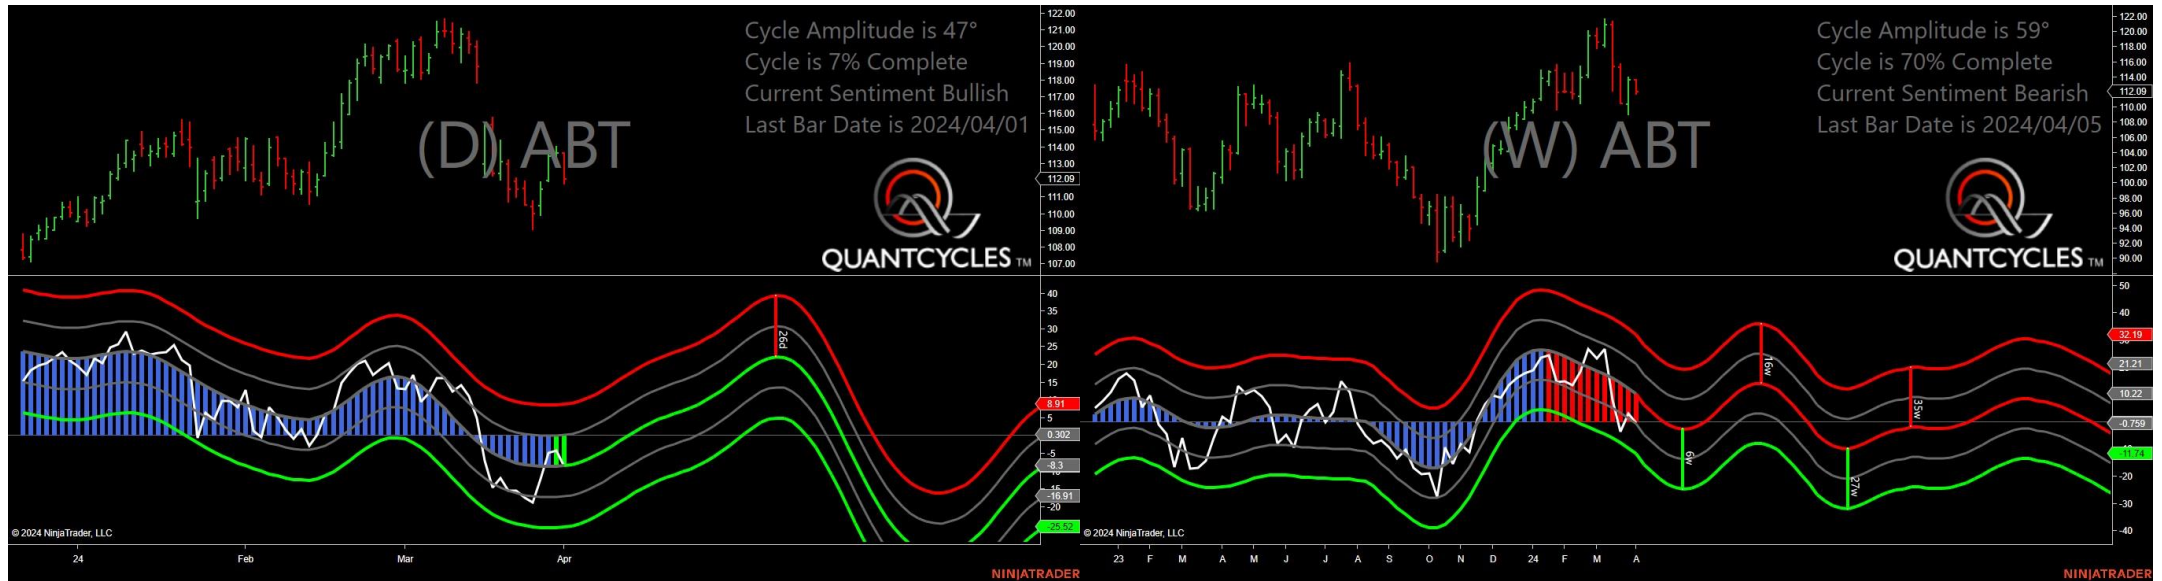 Cycle Amplitude is 47°
Cycle is 7% Complete
Current Sentiment Bullish
Last Bar Date is 2024/04/01
(D) ABT
QUANTCYCLES TM
122.00
121.00
120.00
119.00
118.00
117.00
116.00
115.00
114.00
113.00
112.09
111.00
110.00
109.00
108.00
107.00
26d
40
35
30
25
20
15
8.91
5
0.302
-5
-8.3
-16.91
-20
-25.52
© 2024 NinjaTrader, LLC
24 Feb Mar Apr
NINJATRADER
Cycle Amplitude is 59°
Cycle is 70% Complete
Current Sentiment Bearish
Last Bar Date is 2024/04/05
(W) ABT
QUANTCYCLES TM
122.00
120.00
118.00
116.00
114.00
112.09
110.00
108.00
106.00
104.00
102.00
100.00
98.00
96.00
94.00
92.00
90.00
6w
16w
27w
35w
50
40
32.19
21.21
10.22
-0.759
-11.74
-20
-30
-40
© 2024 NinjaTrader, LLC
23 F M A M J J A S O N D 24 F M A
NINJATRADER